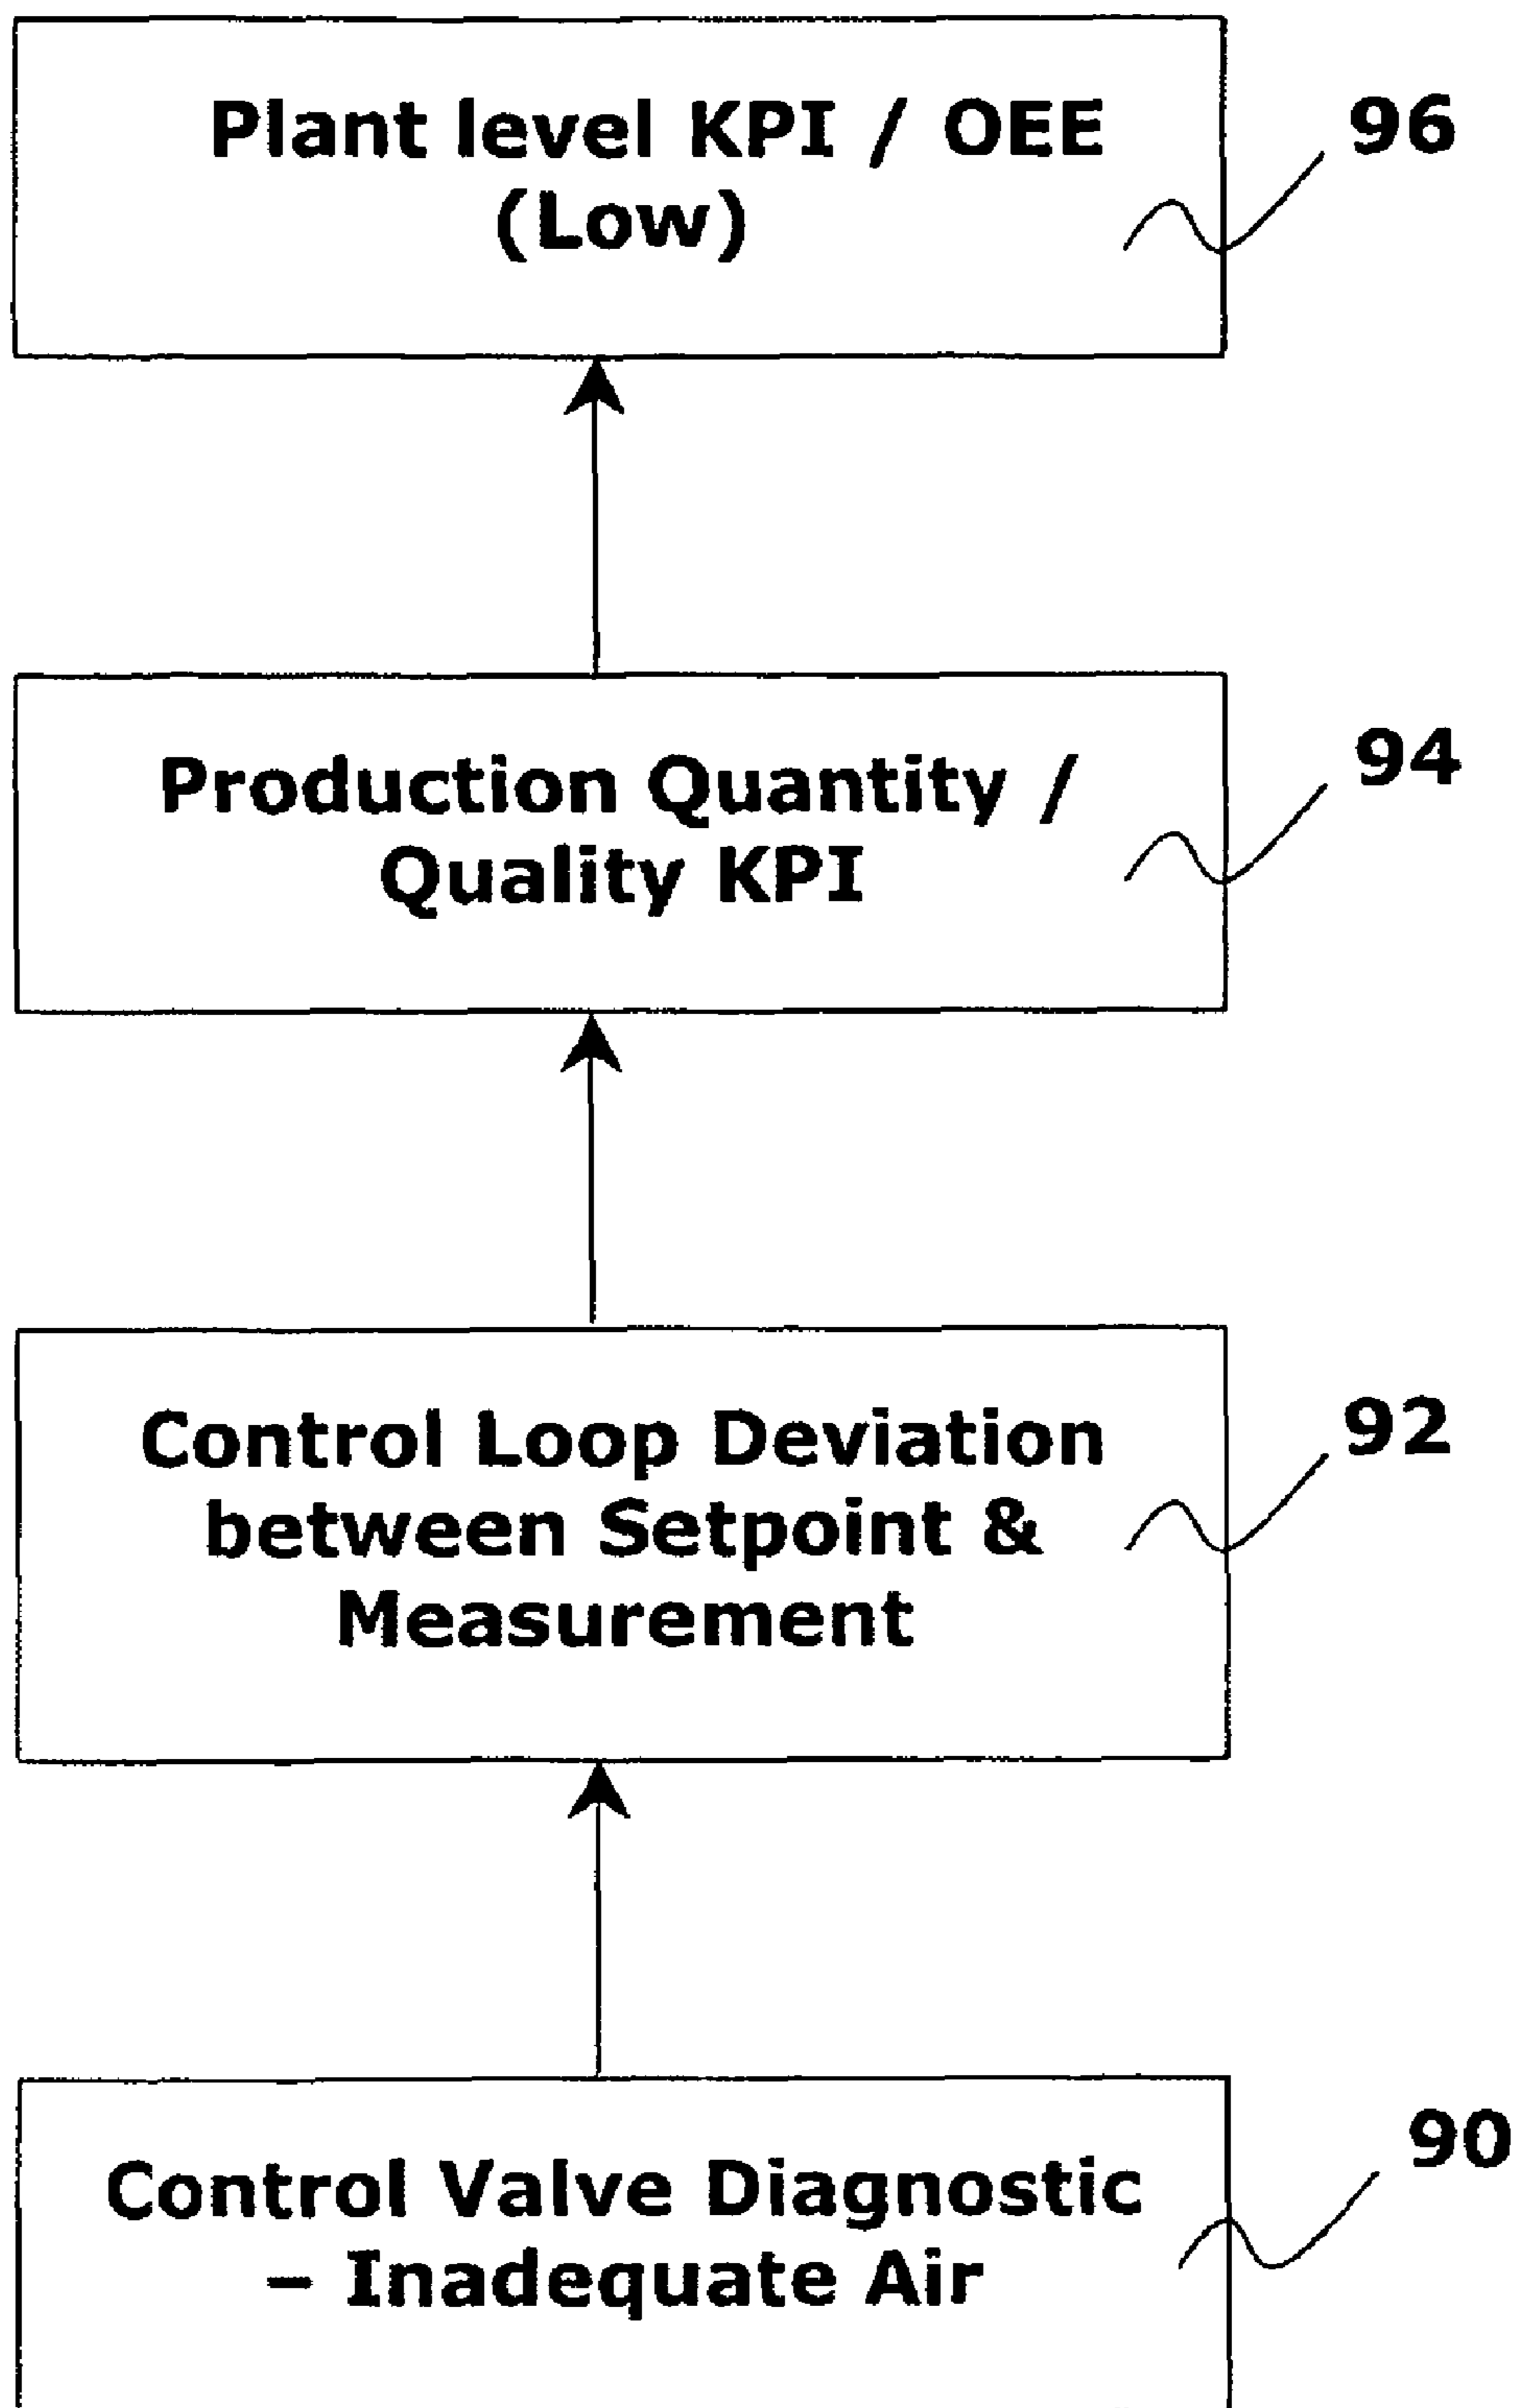 Plant level KPI / OEE
(Low)
96
Production Quantity /
Quality KPI
94
Control Loop Deviation
between Setpoint &
Measurement
92
Control Valve Diagnostic
– Inadequate Air
90